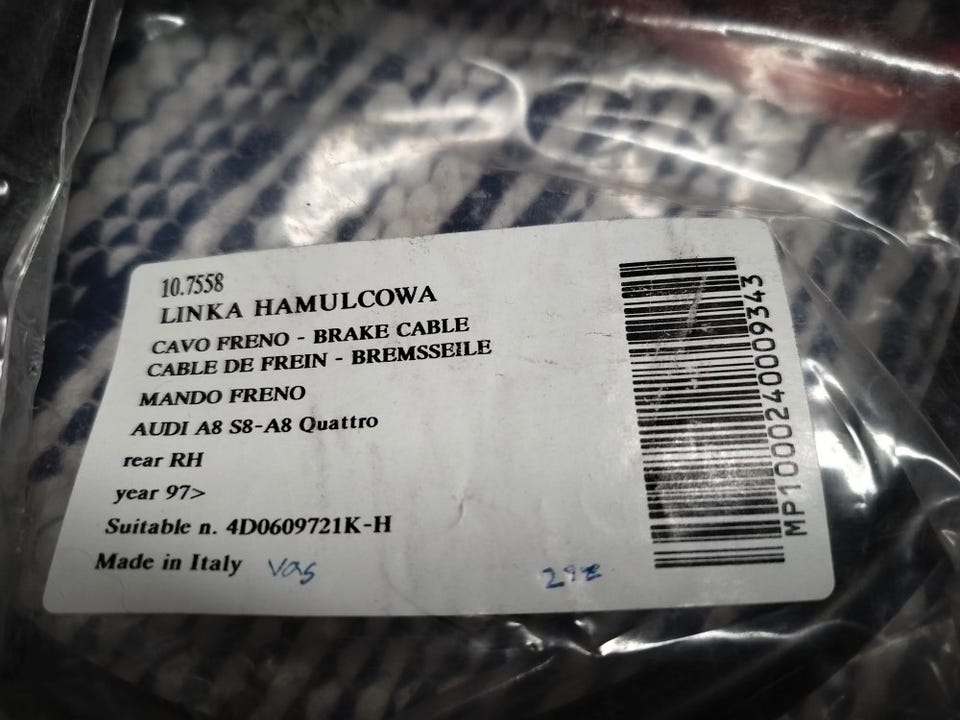 10.7558
LINKA HAMULCOWA
CAVO FRENO - BRAKE CABLE
CABLE DE FREIN - BREMSSEILE
MANDO FRENO
AUDI A8 S8-A8 Quattro
rear RH
year 97>
Suitable n. 4D0609721K-H
Made in Italy
MP1000240009343